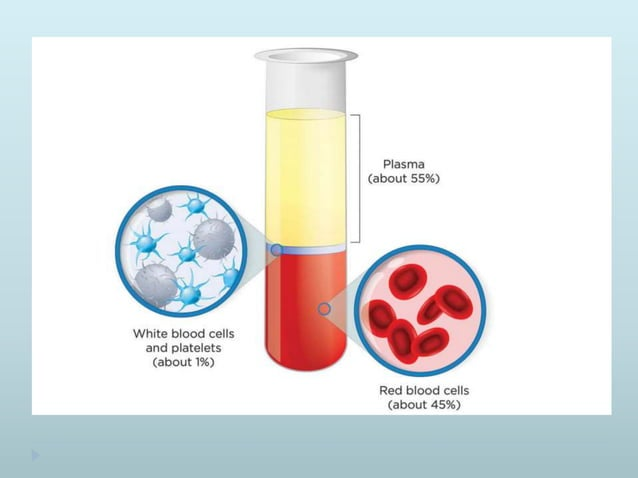 Plasma
(about 55%)
White blood cells
and platelets
(about 1%)
Red blood cells
(about 45%)